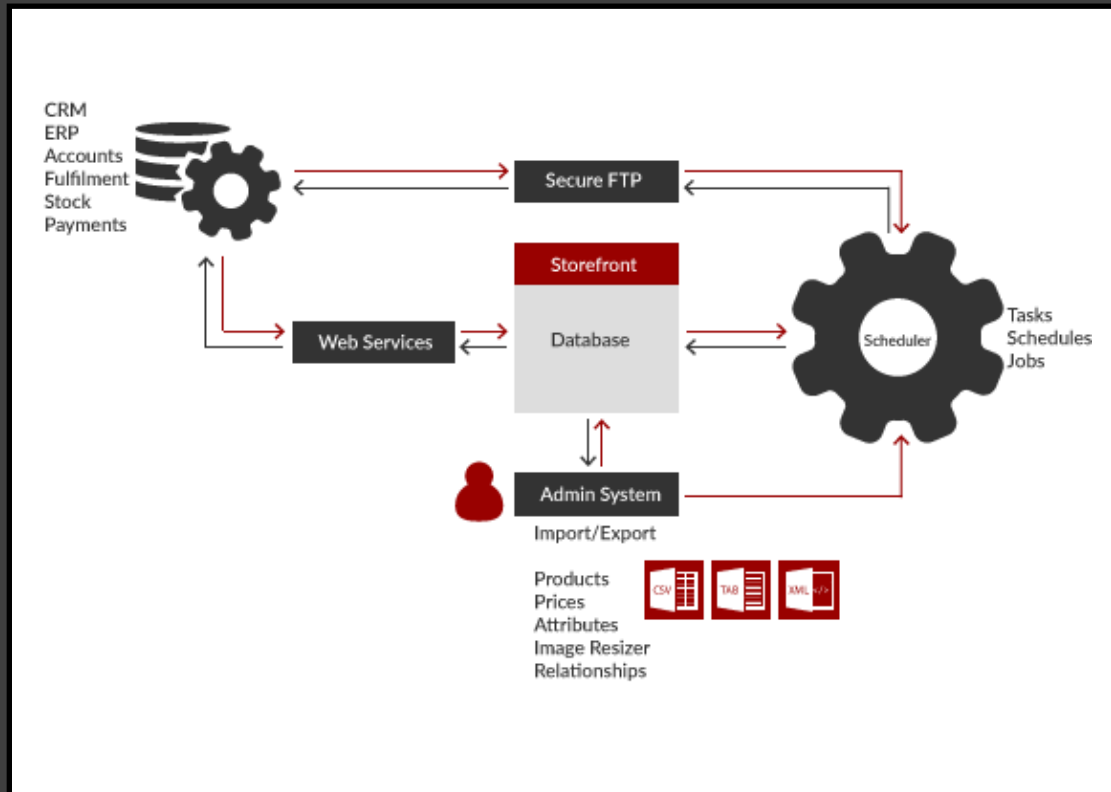 CRM
ERP
Accounts
Fulfilment
Stock
Payments
Secure FTP
Storefront
Database
Web Services
Scheduler
Tasks
Schedules
Jobs
Admin System
Import/Export
Products
Prices
Attributes
Image Resizer
Relationships
CSV
TAB
XML </>